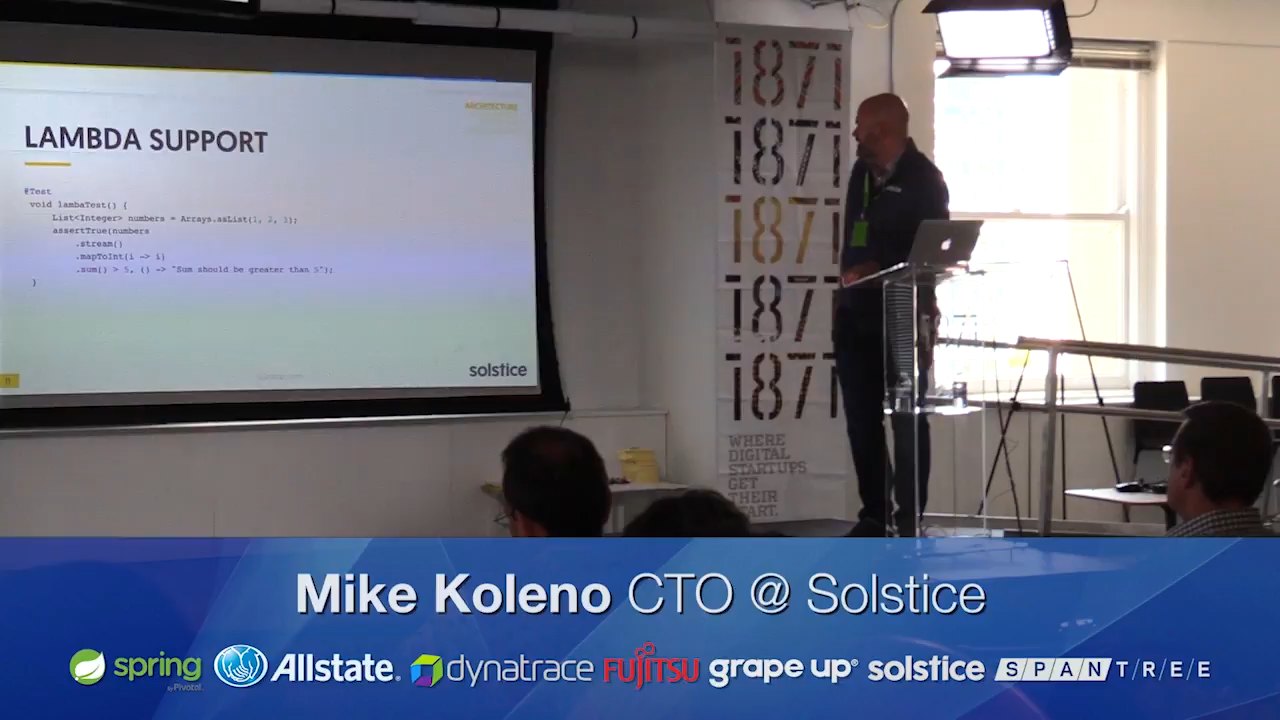 ARCHITECTURE
LAMBDA SUPPORT
@Test
void lambaTest() {
List<Integer> numbers = Arrays.asList(1, 2, 3);
assertTrue(numbers
.stream()
.mapToInt(i -> i)
.sum() > 5, () -> "Sum should be greater than 5");
}
11
solstice
1871
1871
1871
1871
1871
WHERE
DIGITAL
STARTUPS
GET
THEIR
START.
Mike Koleno CTO @ Solstice
spring
by Pivotal.
Allstate.
dynatrace
FUJITSU
grape up®
solstice
SPANTREE